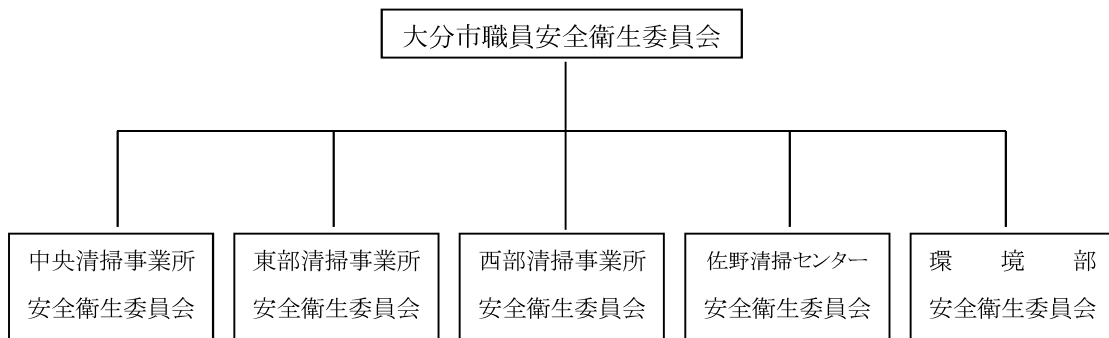 大分市職員安全衛生委員会
中央清掃事業所
安全衛生委員会
東部清掃事業所
安全衛生委員会
西部清掃事業所
安全衛生委員会
佐野清掃センター
安全衛生委員会
環境部
安全衛生委員会